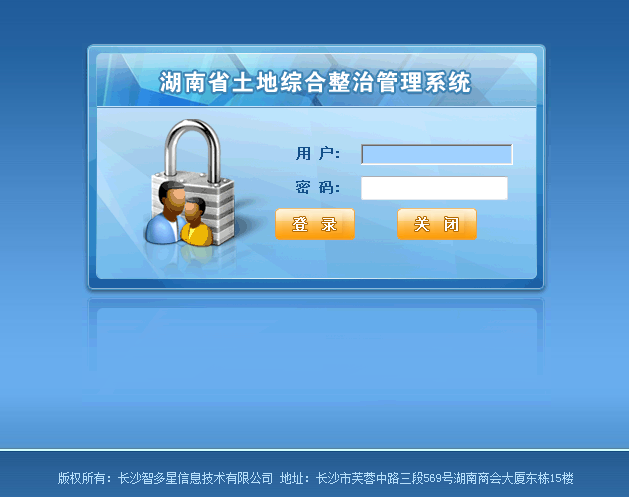 湖南省土地综合整治管理系统
用 户:
密 码:
登 录 关 闭
版权所有：长沙智多星信息技术有限公司 地址：长沙市芙蓉中路三段569号湖南商会大厦东栋15楼